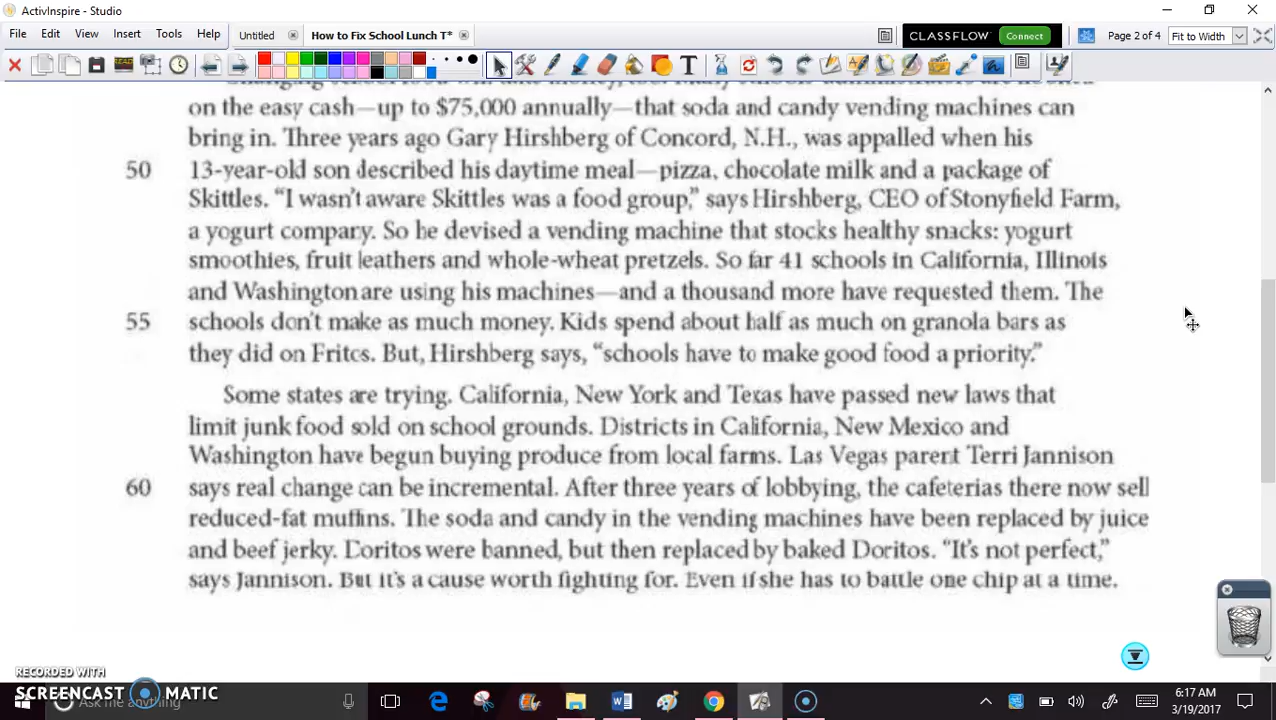 ActivInspire - Studio
File Edit View Insert Tools Help Untitled How to Fix School Lunch T* CLASSFLOW Connect Page 2 of 4 Fit to Width
on the easy cash—up to $75,000 annually—that soda and candy vending machines can
bring in. Three years ago Gary Hirshberg of Concord, N.H., was appalled when his
50 13-year-old son described his daytime meal—pizza, chocolate milk and a package of
Skittles. “I wasn’t aware Skittles was a food group,” says Hirshberg, CEO of Stonyfield Farm,
a yogurt company. So he devised a vending machine that stocks healthy snacks: yogurt
smoothies, fruit leathers and whole-wheat pretzels. So far 41 schools in California, Illinois
and Washington are using his machines—and a thousand more have requested them. The
55 schools don’t make as much money. Kids spend about half as much on granola bars as
they did on Fritos. But, Hirshberg says, “schools have to make good food a priority.”
Some states are trying. California, New York and Texas have passed new laws that
limit junk food sold on school grounds. Districts in California, New Mexico and
Washington have begun buying produce from local farms. Las Vegas parent Terri Jannison
60 says real change can be incremental. After three years of lobbying, the cafeterias there now sell
reduced-fat muffins. The soda and candy in the vending machines have been replaced by juice
and beef jerky. Doritos were banned, but then replaced by baked Doritos. “It’s not perfect,”
says Jannison. But it’s a cause worth fighting for. Even if she has to battle one chip at a time.
RECORDED WITH
SCREENCAST MATIC
Ask me anything
6:17 AM
3/19/2017